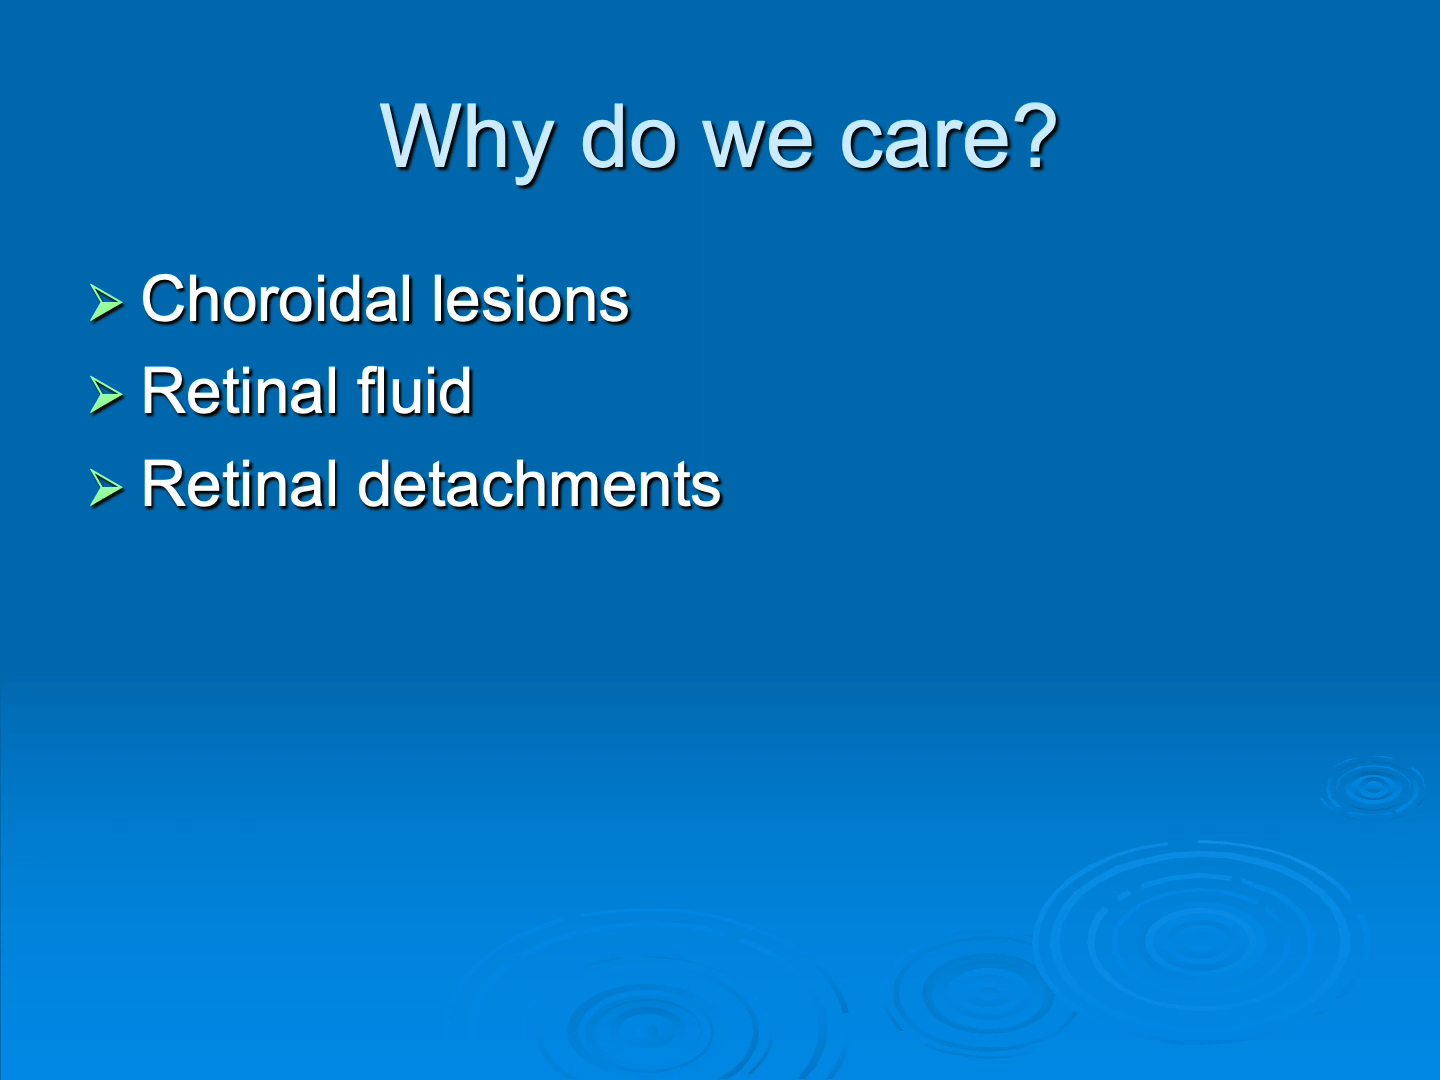 Why do we care?
Choroidal lesions
Retinal fluid
Retinal detachments